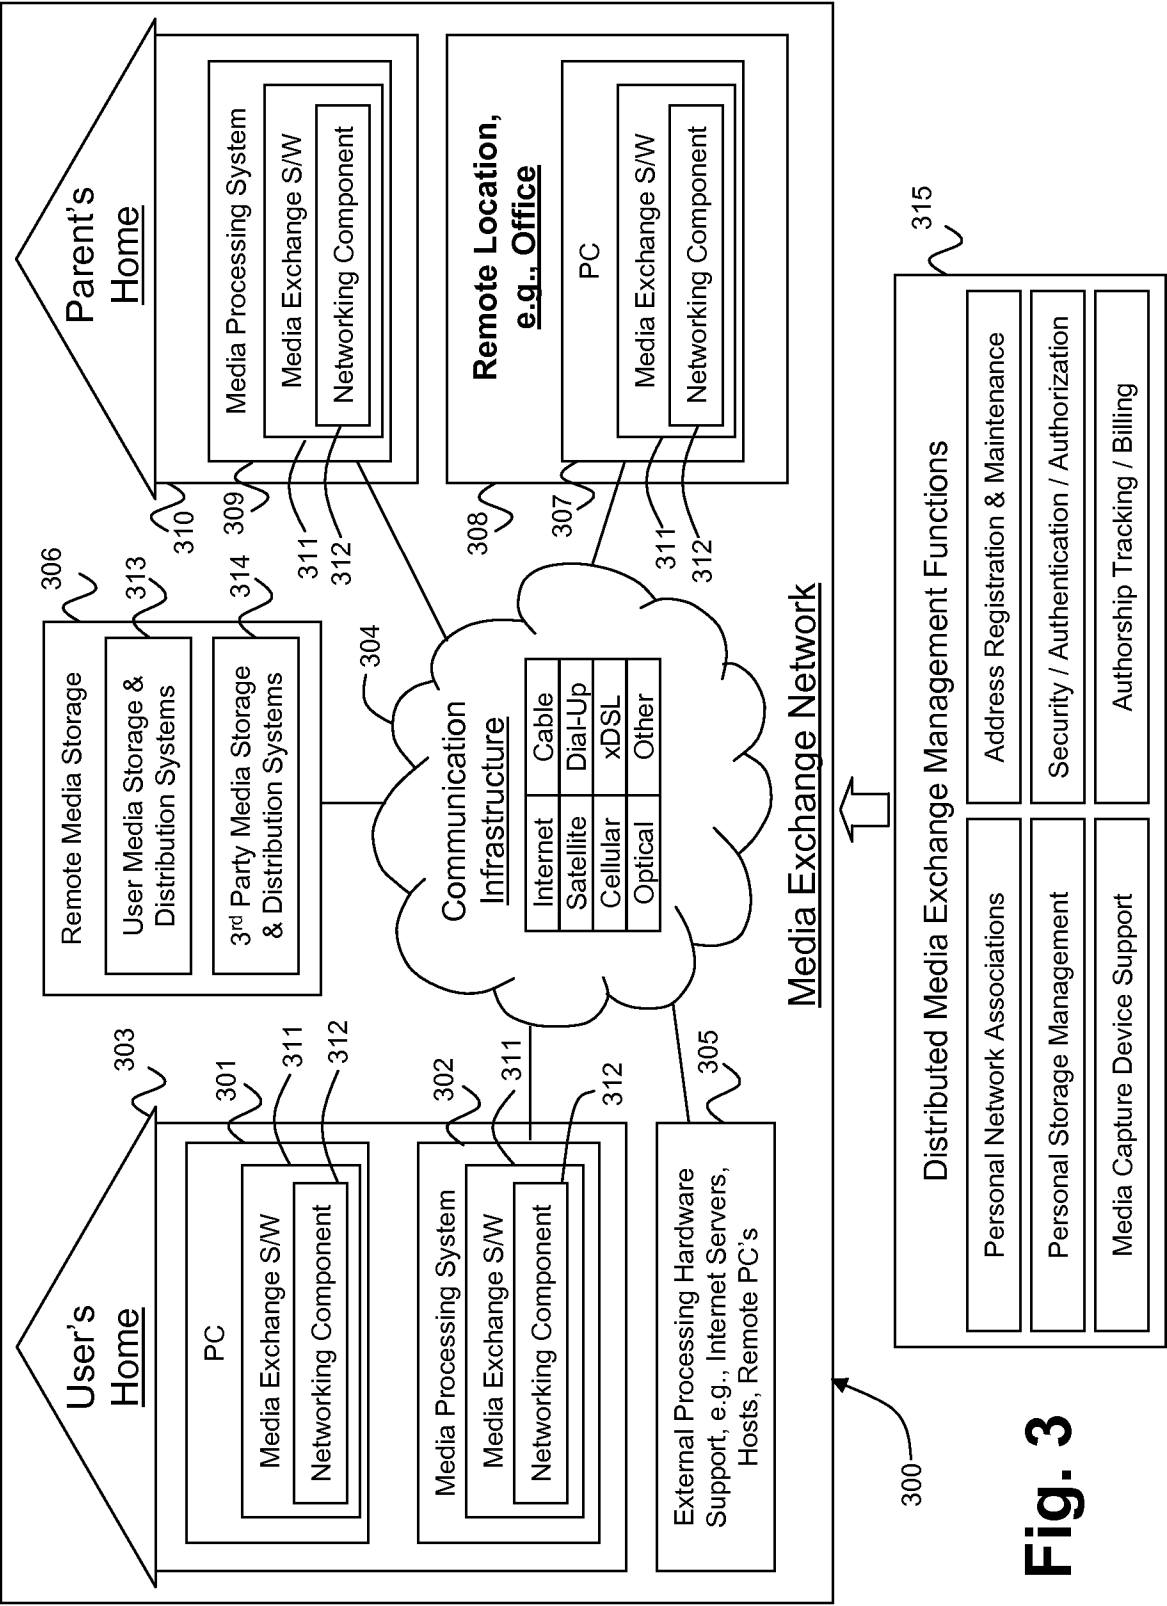 User's
Home
303
PC
301
Media Exchange S/W
311
Networking Component
312
Media Processing System
302
Media Exchange S/W
311
Networking Component
312
External Processing Hardware
Support, e.g., Internet Servers,
Hosts, Remote PC's
305
Remote Media Storage
306
User Media Storage &
Distribution Systems
313
3rd Party Media Storage
& Distribution Systems
314
304
Communication
Infrastructure
Internet Cable
Satellite Dial-Up
Cellular xDSL
Optical Other
Parent's
Home
310
Media Processing System
309
Media Exchange S/W
311
Networking Component
312
Remote Location,
e.g., Office
308
PC
307
Media Exchange S/W
311
Networking Component
312
Media Exchange Network
300
315
Distributed Media Exchange Management Functions
Personal Network Associations
Address Registration & Maintenance
Personal Storage Management
Security / Authentication / Authorization
Media Capture Device Support
Authorship Tracking / Billing
Fig. 3